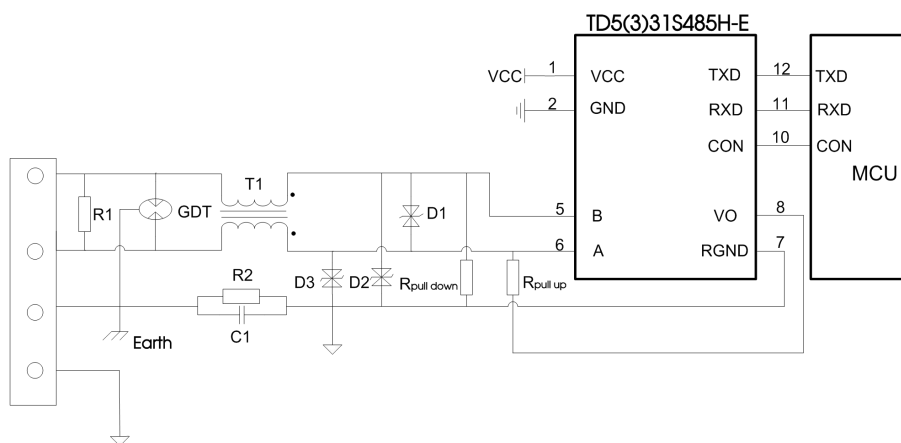 TD5(3)31S485H-E
VCC 1 VCC TXD 12 TXD
2 GND RXD 11 RXD
CON 10 CON
MCU
T1
R1 GDT D1 5 B VO 8
6 A RGND 7
R2 D3 D2 Rpull down Rpull up
C1
Earth